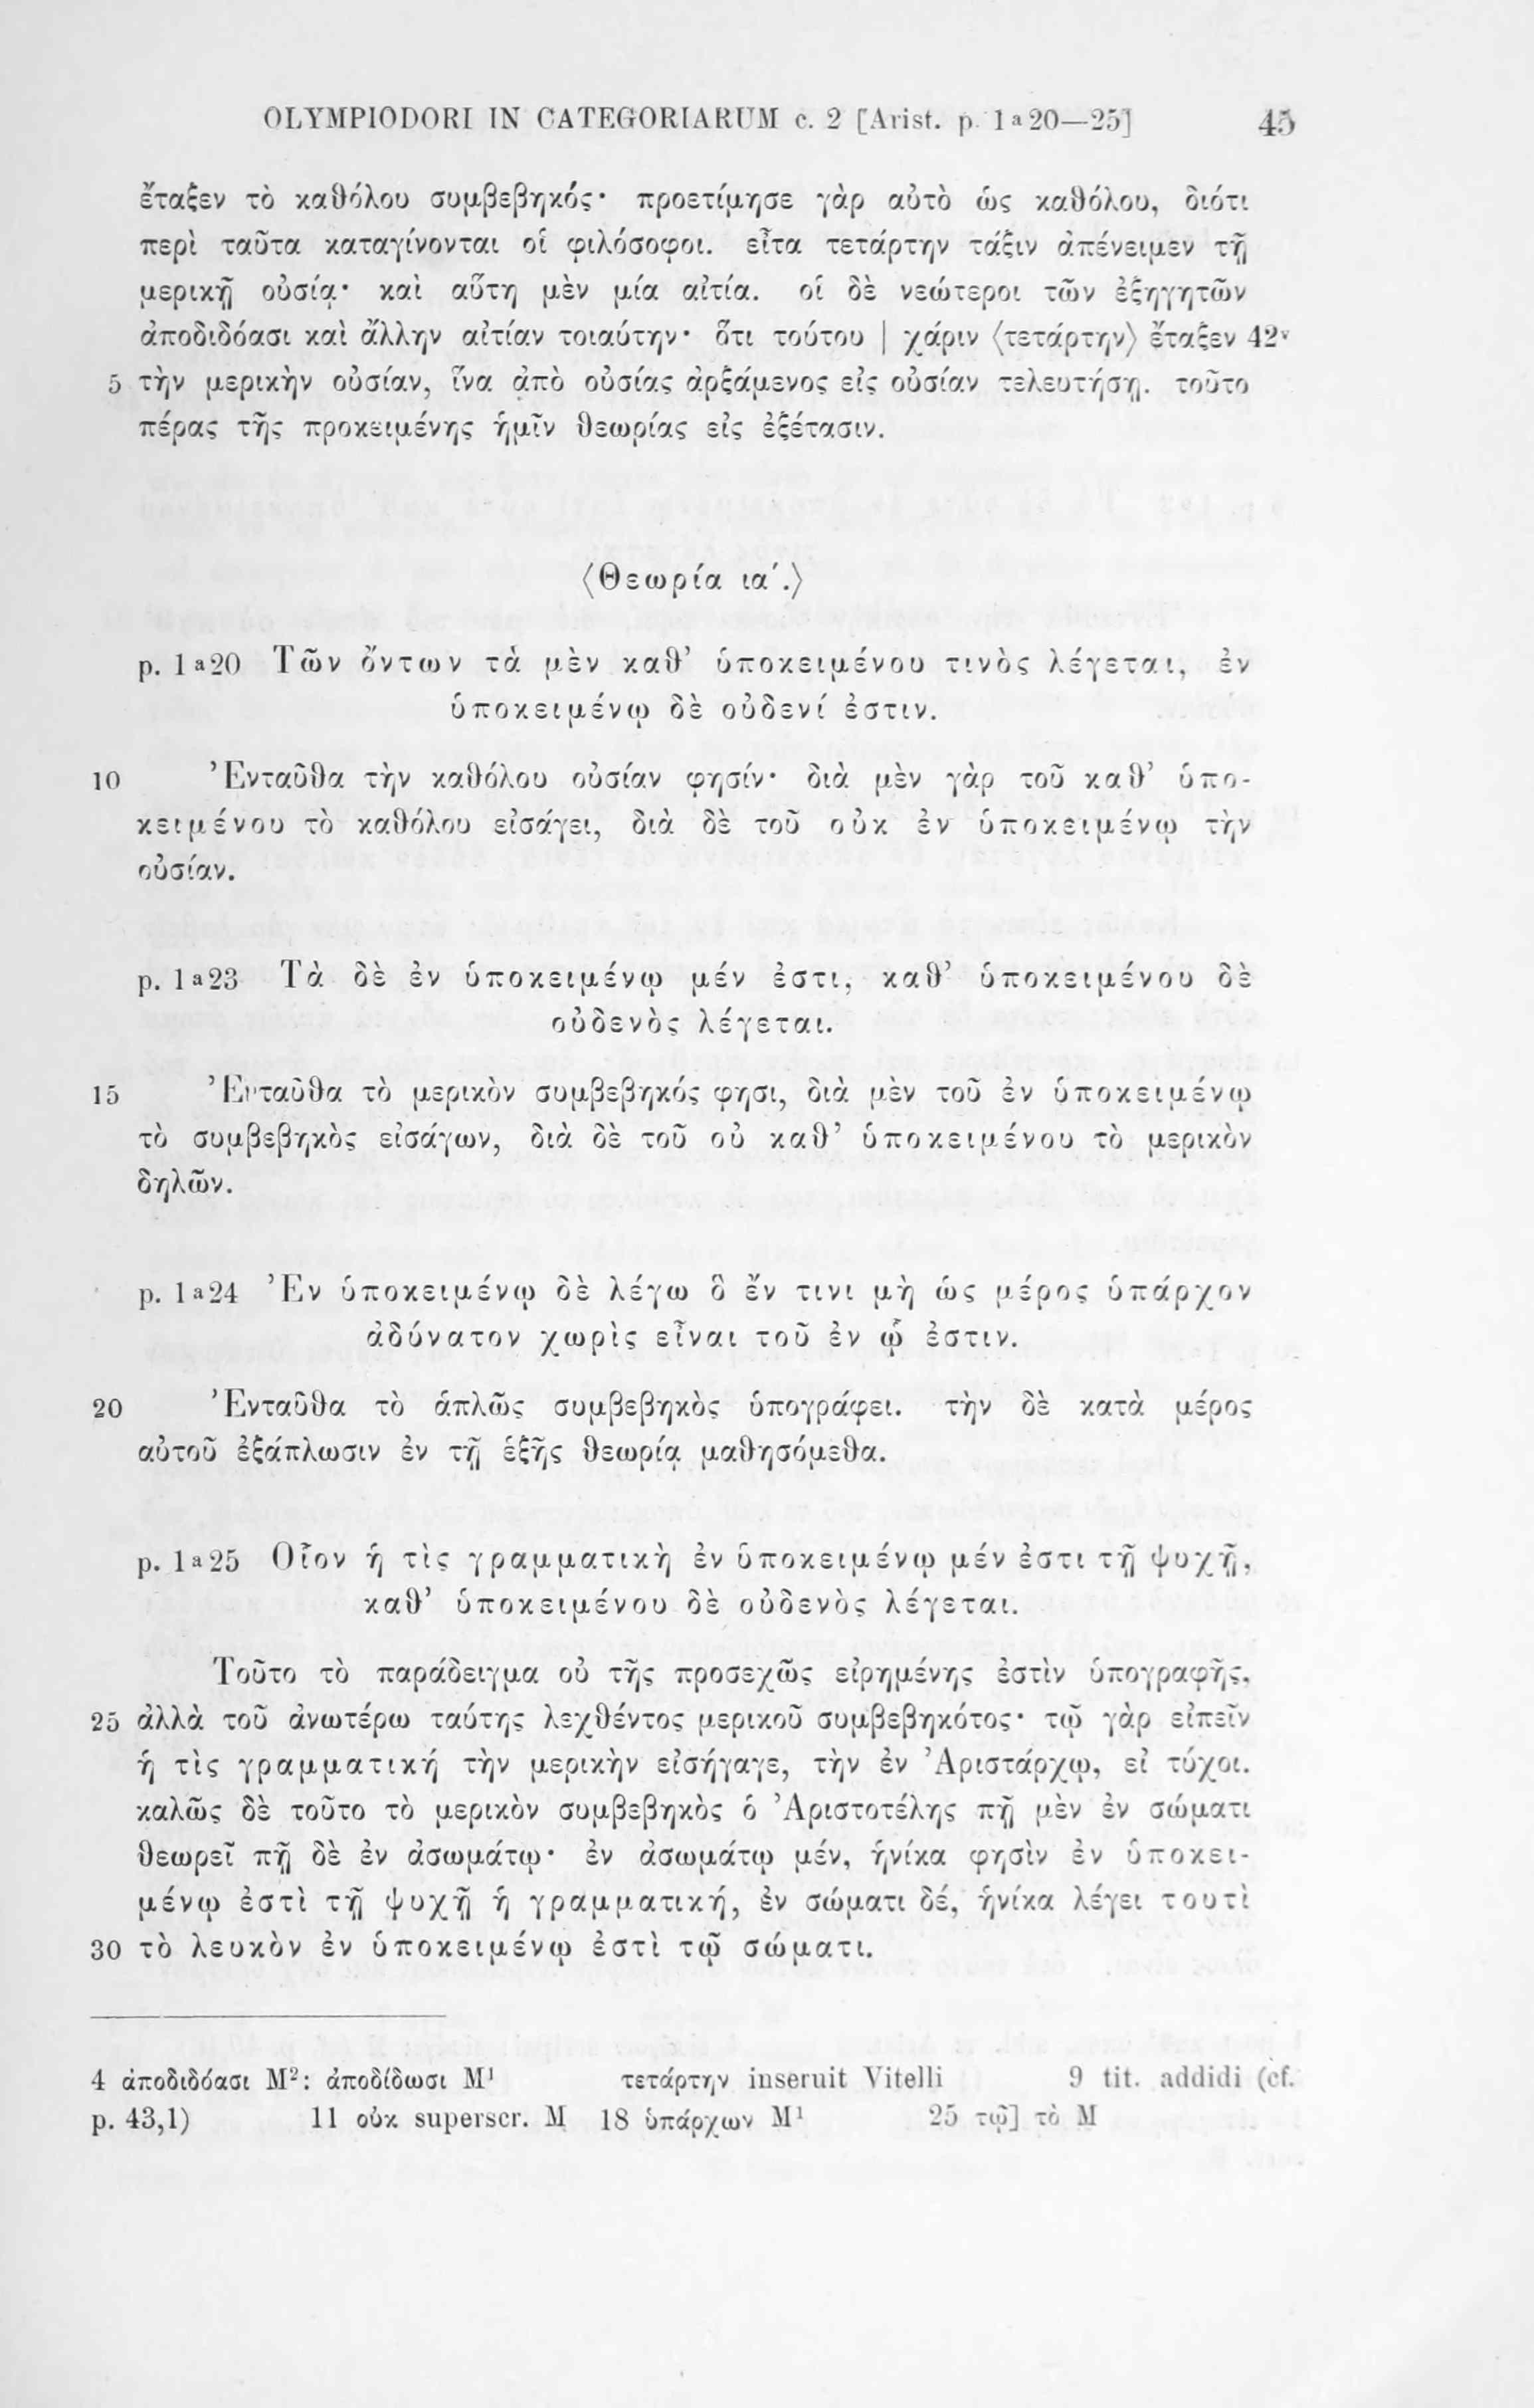 OLYMPIODORI IN CATEGORIARUM c. 2 [Arist. p. 1ª20—25] 45
ἔταξεν τὸ καθόλου συμβεβηκός· προετίμησε γὰρ αὐτὸ ὡς καθόλου, διότι
περὶ ταῦτα καταγίνονται οἱ φιλόσοφοι. εἶτα τετάρτην τάξιν ἀπένειμεν τῇ
μερικῇ οὐσίᾳ· καὶ αὕτη μὲν μία αἰτία. οἱ δὲ νεώτεροι τῶν ἐξηγητῶν
ἀποδιδόασι καὶ ἄλλην αἰτίαν τοιαύτην· ὅτι τούτου | χάριν ⟨τετάρτην⟩ ἔταξεν 42ᵛ
5 τὴν μερικὴν οὐσίαν, ἵνα ἀπὸ οὐσίας ἀρξάμενος εἰς οὐσίαν τελευτήσῃ. τοῦτο
πέρας τῆς προκειμένης ἡμῖν θεωρίας εἰς ἐξέτασιν.
⟨Θεωρία ια΄.⟩
p. 1ª20 Τῶν ὄντων τὰ μὲν καθ’ ὑποκειμένου τινὸς λέγεται, ἐν
ὑποκειμένῳ δὲ οὐδενί ἐστιν.
10 Ἐνταῦθα τὴν καθόλου οὐσίαν φησίν· διὰ μὲν γὰρ τοῦ καθ’ ὑπο-
κειμένου τὸ καθόλου εἰσάγει, διὰ δὲ τοῦ οὐκ ἐν ὑποκειμένῳ τὴν
οὐσίαν.
p. 1ª23 Τὰ δὲ ἐν ὑποκειμένῳ μέν ἐστι, καθ’ ὑποκειμένου δὲ
οὐδενὸς λέγεται.
15 Ἐνταῦθα τὸ μερικὸν συμβεβηκός φησι, διὰ μὲν τοῦ ἐν ὑποκειμένῳ
τὸ συμβεβηκὸς εἰσάγων, διὰ δὲ τοῦ οὐ καθ’ ὑποκειμένου τὸ μερικὸν
δηλῶν.
p. 1ª24 Ἐν ὑποκειμένῳ δὲ λέγω ὃ ἔν τινι μὴ ὡς μέρος ὑπάρχον
ἀδύνατον χωρὶς εἶναι τοῦ ἐν ᾧ ἐστιν.
20 Ἐνταῦθα τὸ ἁπλῶς συμβεβηκὸς ὑπογράφει. τὴν δὲ κατὰ μέρος
αὐτοῦ ἐξάπλωσιν ἐν τῇ ἑξῆς θεωρίᾳ μαθησόμεθα.
p. 1ª25 Οἷον ἡ τὶς γραμματικὴ ἐν ὑποκειμένῳ μέν ἐστι τῇ ψυχῇ,
καθ’ ὑποκειμένου δὲ οὐδενὸς λέγεται.
Τοῦτο τὸ παράδειγμα οὐ τῆς προσεχῶς εἰρημένης ἐστὶν ὑπογραφῆς,
25 ἀλλὰ τοῦ ἀνωτέρω ταύτης λεχθέντος μερικοῦ συμβεβηκότος· τῷ γὰρ εἰπεῖν
ἡ τὶς γραμματική τὴν μερικὴν εἰσήγαγε, τὴν ἐν Ἀριστάρχῳ, εἰ τύχοι.
καλῶς δὲ τοῦτο τὸ μερικὸν συμβεβηκὸς ὁ Ἀριστοτέλης πῇ μὲν ἐν σώματι
θεωρεῖ πῇ δὲ ἐν ἀσωμάτῳ· ἐν ἀσωμάτῳ μέν, ἡνίκα φησὶν ἐν ὑποκει-
μένῳ ἐστὶ τῇ ψυχῇ ἡ γραμματική, ἐν σώματι δέ, ἡνίκα λέγει τουτὶ
30 τὸ λευκὸν ἐν ὑποκειμένῳ ἐστὶ τῷ σώματι.
4 ἀποδιδόασι M²: ἀποδίδωσι M¹ τετάρτην inseruit Vitelli 9 tit. addidi (cf.
p. 43,1) 11 οὐκ superscr. M 18 ὑπάρχων M¹ 25 τῷ] τὸ M